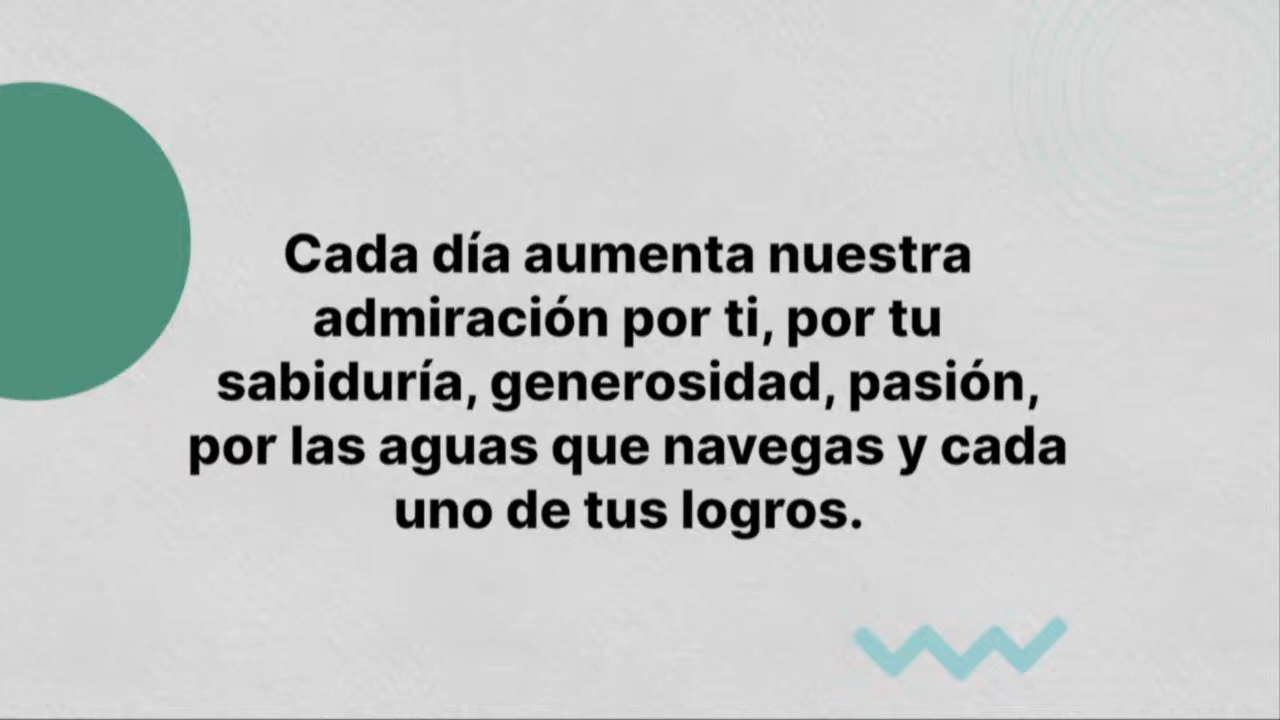 Cada día aumenta nuestra
admiración por ti, por tu
sabiduría, generosidad, pasión,
por las aguas que navegas y cada
uno de tus logros.